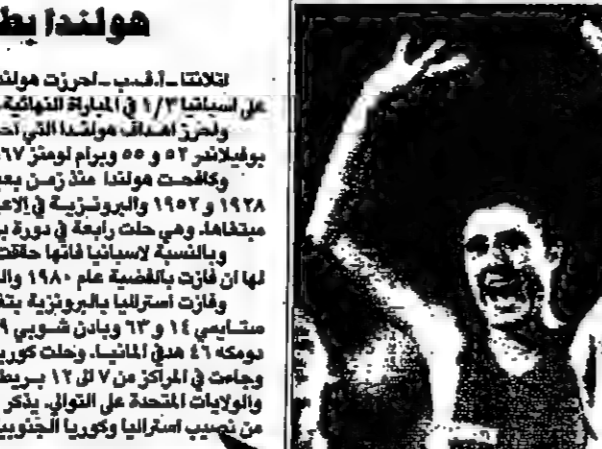 هولندا بط
اتلانتا ـ أ.ف.ب ـ احرزت هولند
على اسبانيا ٣/١ في المباراة النهائية
واحرز اهداف هولندا التي اح
بوفيلاندر ٥٢ و ٥٥ وبرام لومنز ٦٧
وكافحت هولندا منذ زمن بعي
١٩٢٨ و ١٩٥٢ والبرونزية في الاع
مبتغاها. وهي حلت رابعة في دورة بر
وبالنسبة لاسبانيا فانها حققت
لها ان فازت بالفضية عام ١٩٨٠ وال
وفازت استراليا بالبرونزية بتف
ستايسي ١٤ و ٦٣ وبادن شوبي ٩
دومكه ٤٦ هدفي المانيا. وحلت كوري
وجاءت في المراكز من ٧ الى ١٢ بريط
والولايات المتحدة على التوالي. يذكر
من نصيب استراليا وكوريا الجنوبي